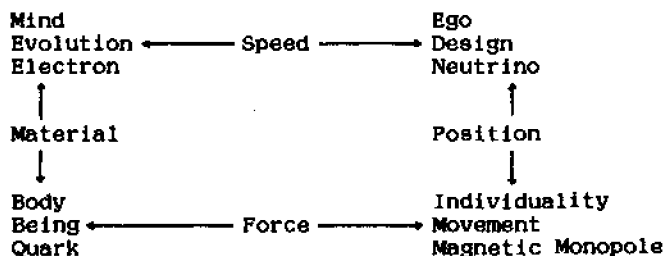 Mind Ego
Evolution Speed Design
Electron Neutrino
Material Position
Body Individuality
Being Force Movement
Quark Magnetic Monopole